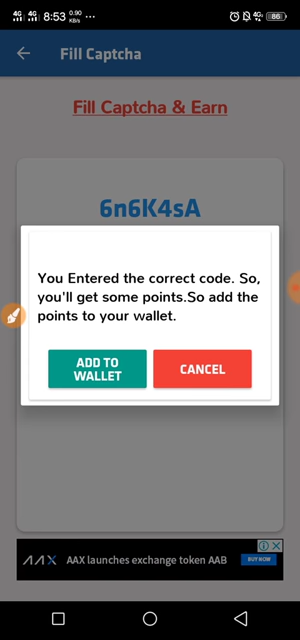 4G 4G 8:53 0.90 KB/s ... 4G 86
Fill Captcha
Fill Captcha & Earn
6n6K4sA
You Entered the correct code. So,
you'll get some points.So add the
points to your wallet.
ADD TO
WALLET
CANCEL
AAX AAX launches exchange token AAB BUY NOW